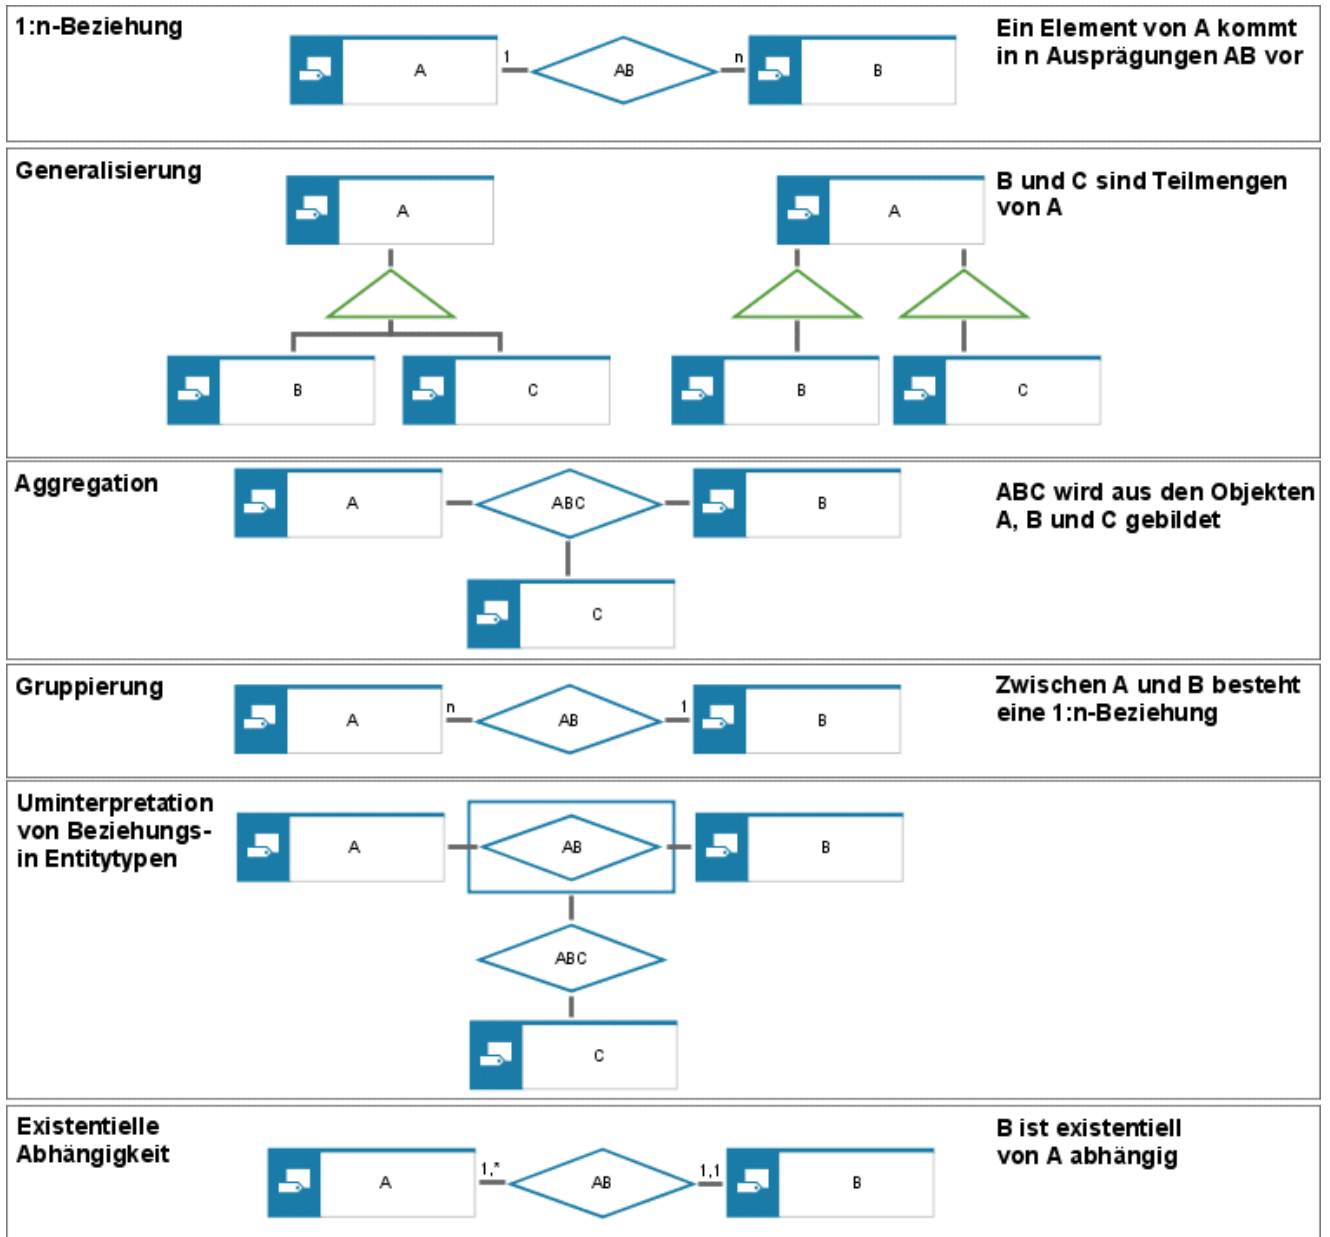 1:n-Beziehung
A
1
AB
n
B
Ein Element von A kommt
in n Ausprägungen AB vor
Generalisierung
A
A
B und C sind Teilmengen
von A
B
C
B
C
Aggregation
A
ABC
B
ABC wird aus den Objekten
A, B und C gebildet
C
Gruppierung
A
n
AB
1
B
Zwischen A und B besteht
eine 1:n-Beziehung
Uminterpretation
von Beziehungs-
in Entitytypen
A
AB
B
ABC
C
Existentielle
Abhängigkeit
A
1,*
AB
1,1
B
B ist existentiell
von A abhängig